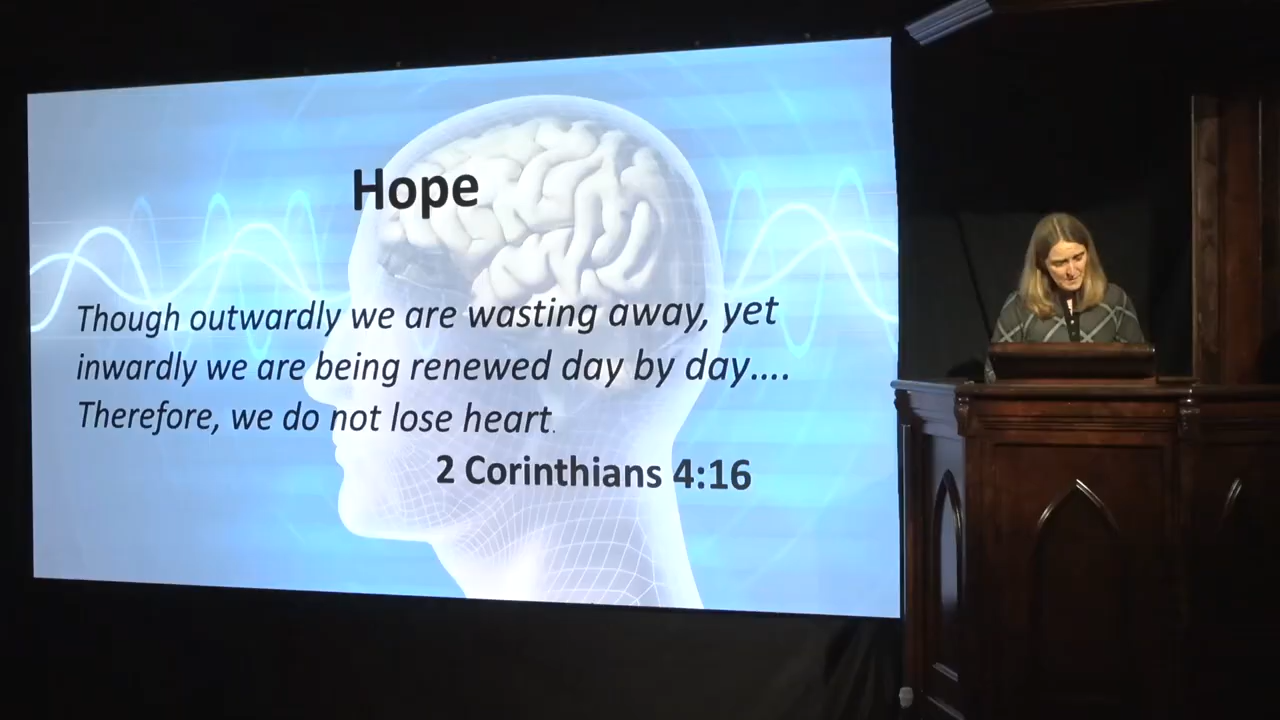 Hope
Though outwardly we are wasting away, yet
inwardly we are being renewed day by day....
Therefore, we do not lose heart.
2 Corinthians 4:16